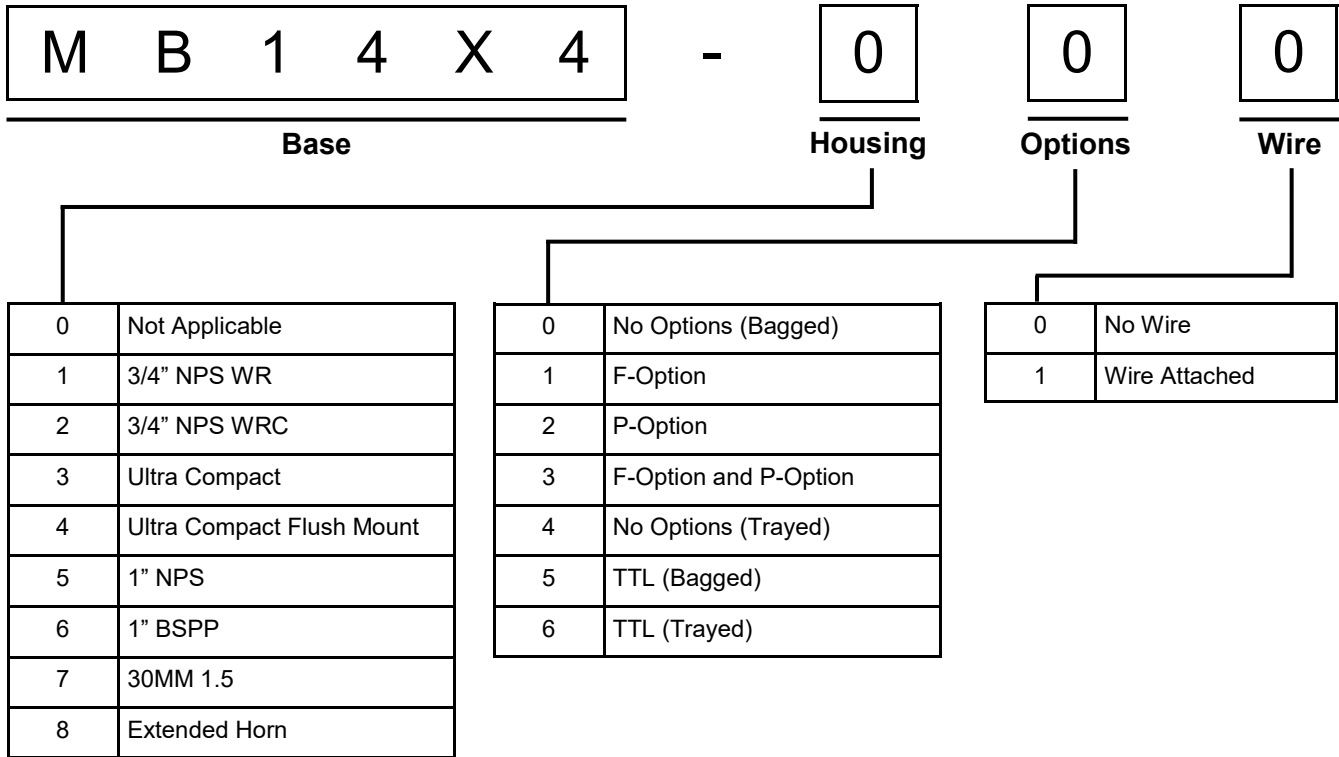 M B 1 4 X 4 - 0 0 0
Base Housing Options Wire
0 Not Applicable
1 3/4” NPS WR
2 3/4” NPS WRC
3 Ultra Compact
4 Ultra Compact Flush Mount
5 1” NPS
6 1” BSPP
7 30MM 1.5
8 Extended Horn
0 No Options (Bagged)
1 F-Option
2 P-Option
3 F-Option and P-Option
4 No Options (Trayed)
5 TTL (Bagged)
6 TTL (Trayed)
0 No Wire
1 Wire Attached